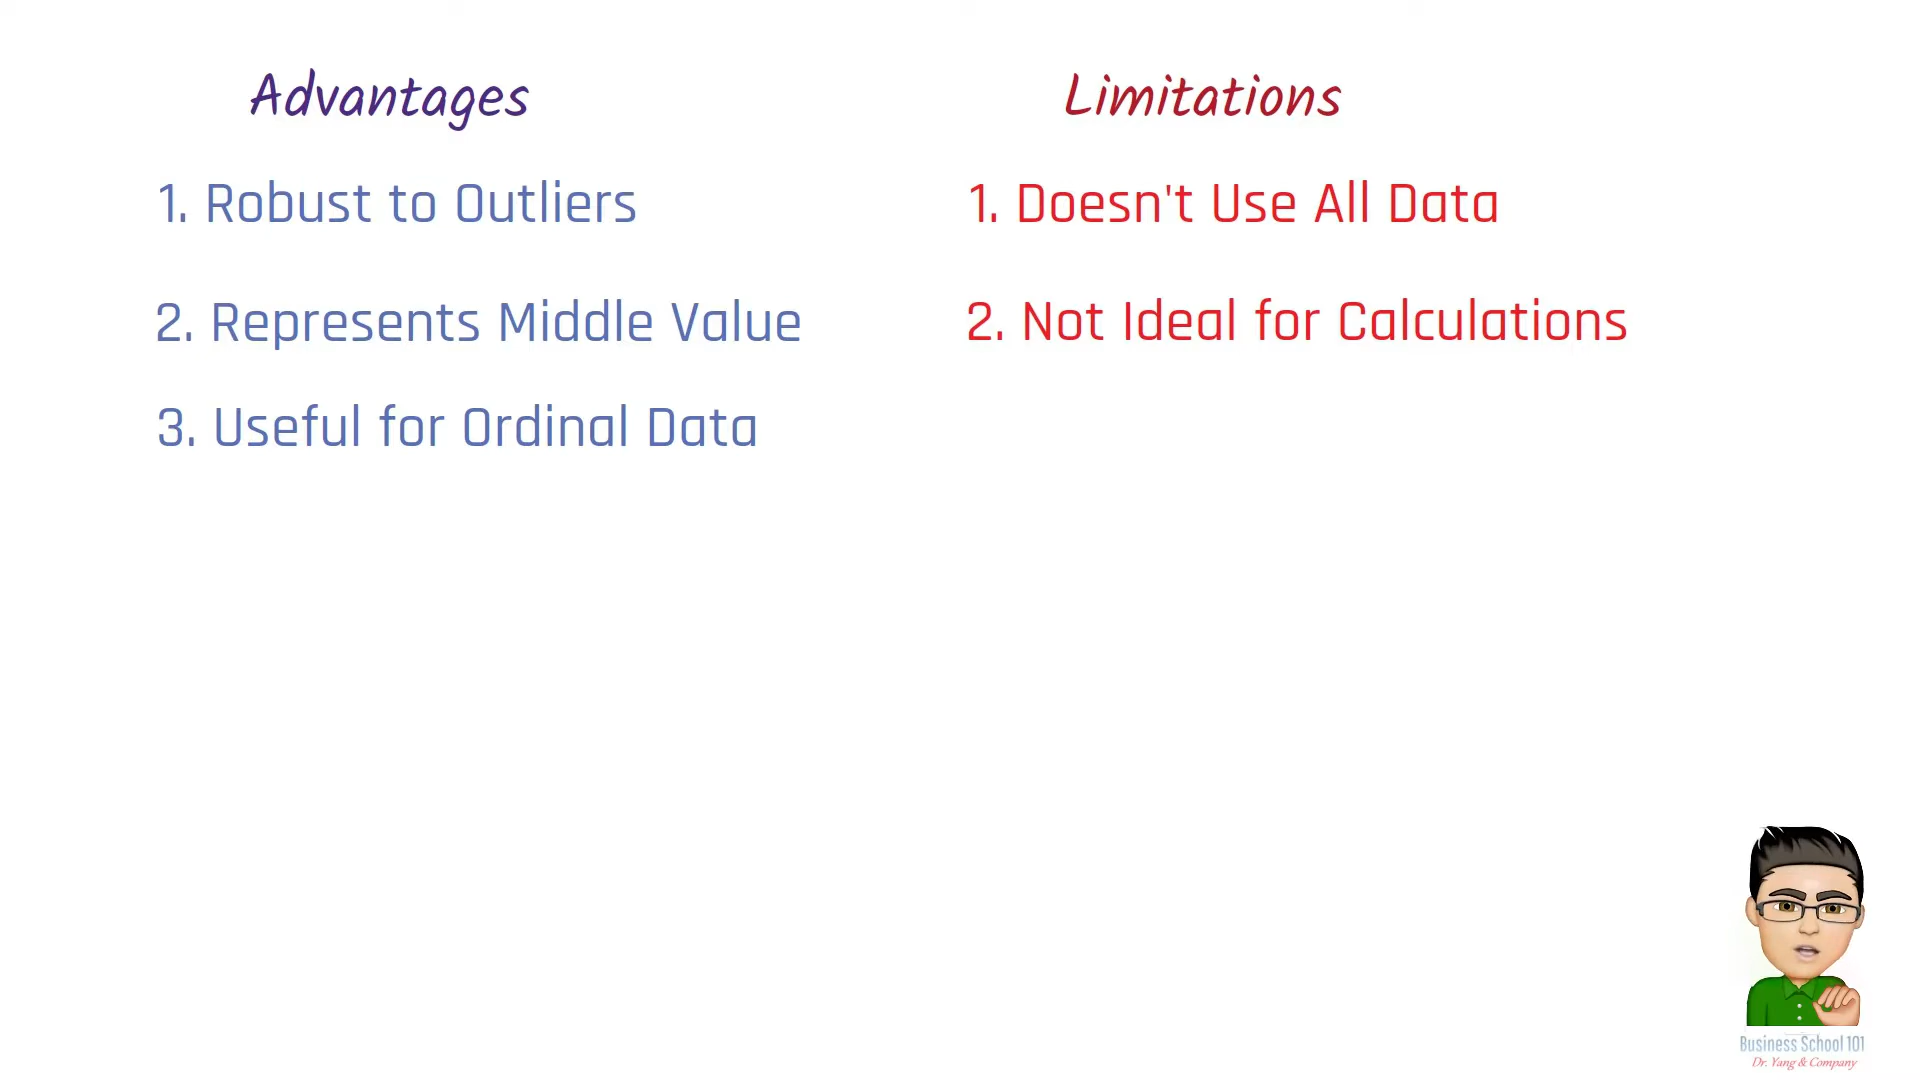 Advantages
1. Robust to Outliers
2. Represents Middle Value
3. Useful for Ordinal Data
Limitations
1. Doesn't Use All Data
2. Not Ideal for Calculations
Business School 101
Dr. Yang & Company